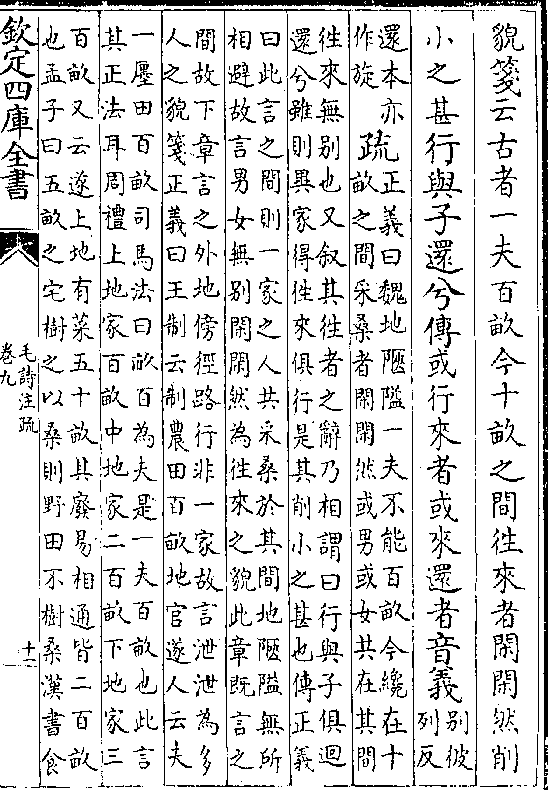 貌箋云古者一夫百畝今十畝之間徃來者閑閑然削
小之甚行與子還兮傳或行來者或來還者音義
别彼
列反
還本亦
作旋
疏
正義曰魏地陿隘一夫不能百畝今纔在十
畝之間采桑者閑閑然或男或女共在其間
徃來無别也又叙其徃者之辭乃相謂曰行與子俱迴
還兮雖則異家得徃來俱行是其削小之甚也傳正義
曰此言之間則一家之人共采桑於其間地陿隘無所
相避故言男女無别閑閑然為徃來之貌此章既言之
間故下章言之外地傍徑路行非一家故言泄泄為多
人之貌箋正義曰王制云制農田百畝地官遂人云夫
一廛田百畝司馬法曰畝百為夫是一夫百畝也此言
其正法耳周禮上地家百畝中地家二百畝下地家三
百畝又云遂上地有菜五十畝其廢易相通皆二百畝
也孟子曰五畝之宅樹之以桑則野田不樹桑漢書食
欽定四庫全書
毛詩注疏
卷九
十二